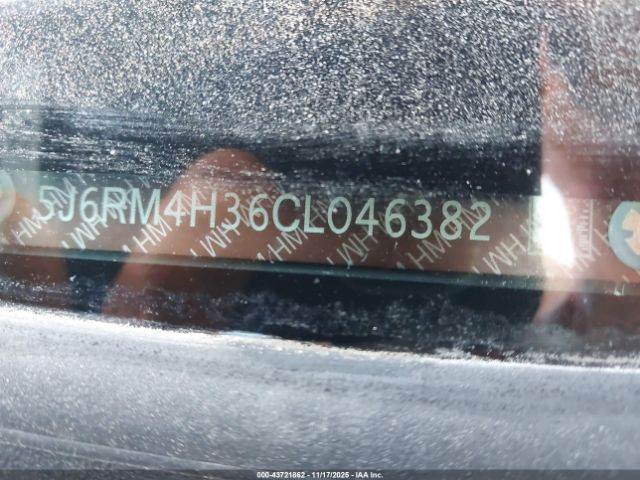 5J6RM4H36CL046382
000-43721862 - 11/17/2025 - IAA Inc.